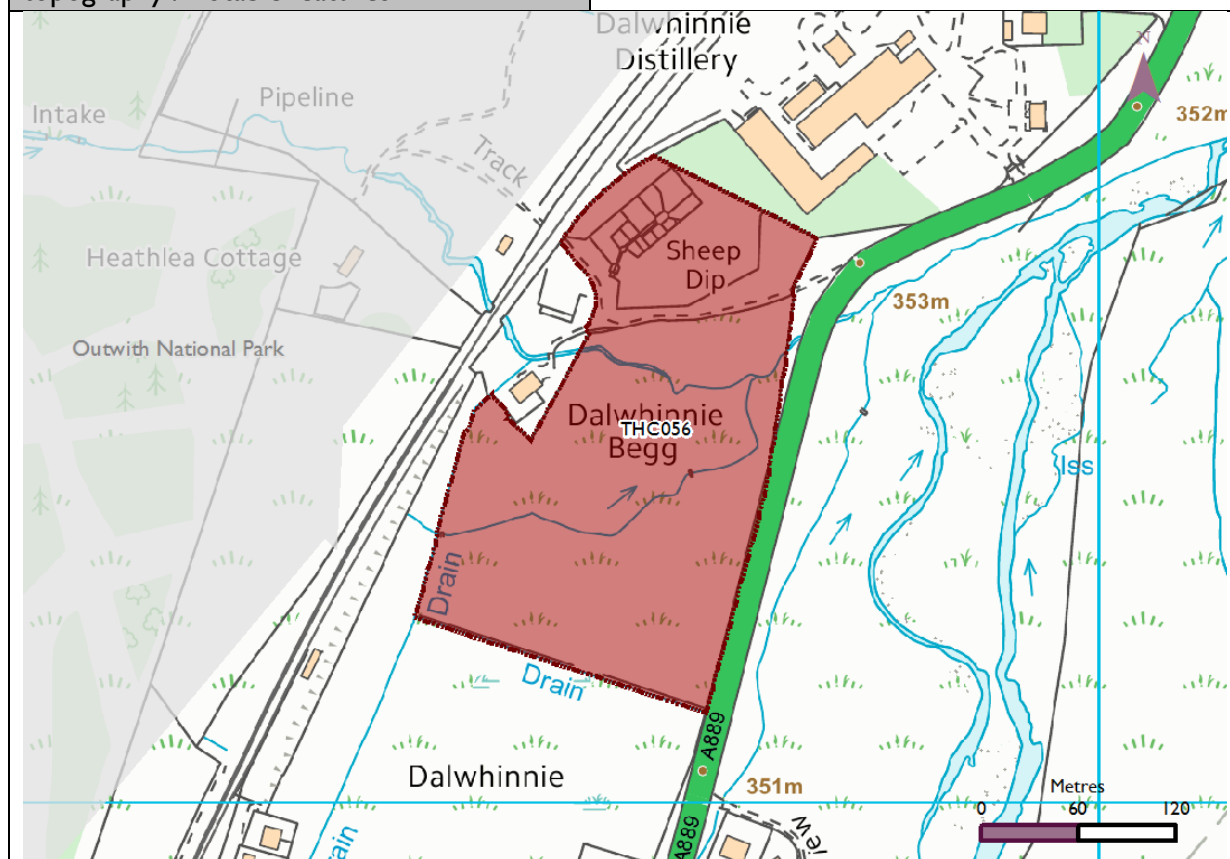 Dalwhinnie
Distillery
N
Pipeline
Intake
352m
Track
Sheep
Dip
Heathlea Cottage
353m
Outwith National Park
Dalwhinnie
THC056
Begg
Iss
Drain
Drain
A889
Dalwhinnie
351m
Metres
0 60 120
A889